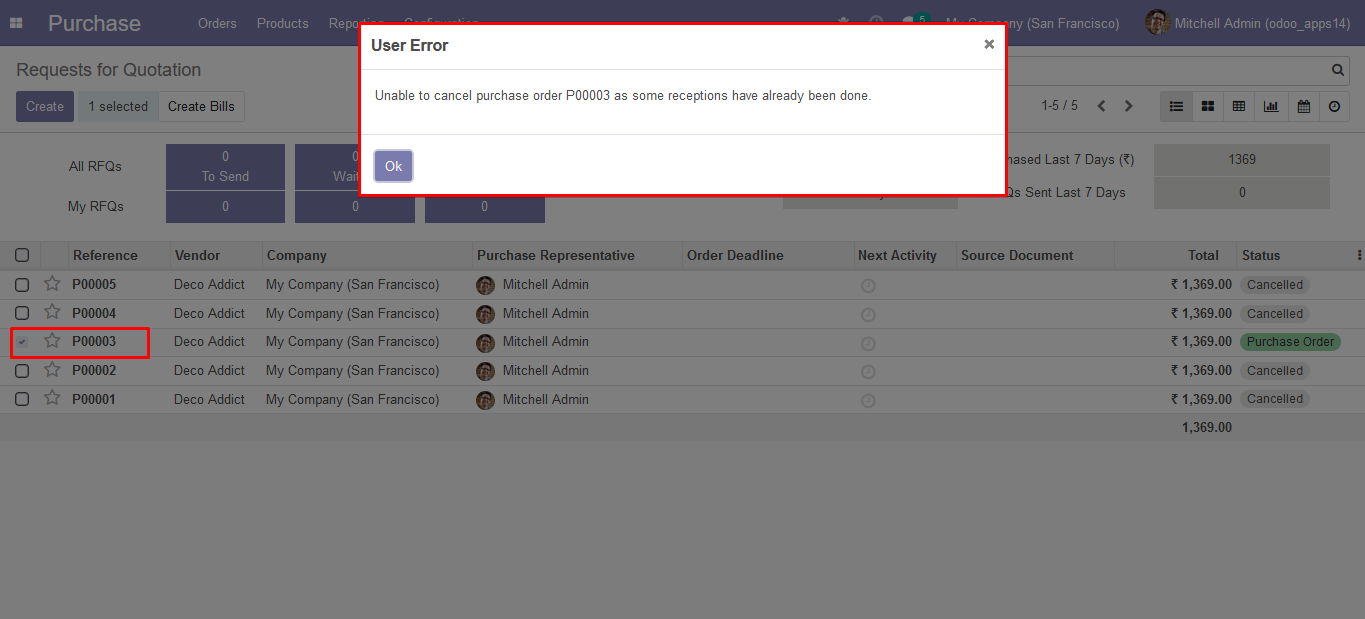 Purchase Orders Products Reporting Configuration 5 My Company (San Francisco) Mitchell Admin (odoo_apps14)
User Error ×
Unable to cancel purchase order P00003 as some receptions have already been done.
Ok
Requests for Quotation
Create 1 selected Create Bills 1-5 / 5
All RFQs 0 To Send 0 Wait
My RFQs 0 0 0
hased Last 7 Days (₹) 1369
Qs Sent Last 7 Days 0
Reference Vendor Company Purchase Representative Order Deadline Next Activity Source Document Total Status
P00005 Deco Addict My Company (San Francisco) Mitchell Admin ₹ 1,369.00 Cancelled
P00004 Deco Addict My Company (San Francisco) Mitchell Admin ₹ 1,369.00 Cancelled
P00003 Deco Addict My Company (San Francisco) Mitchell Admin ₹ 1,369.00 Purchase Order
P00002 Deco Addict My Company (San Francisco) Mitchell Admin ₹ 1,369.00 Cancelled
P00001 Deco Addict My Company (San Francisco) Mitchell Admin ₹ 1,369.00 Cancelled
1,369.00